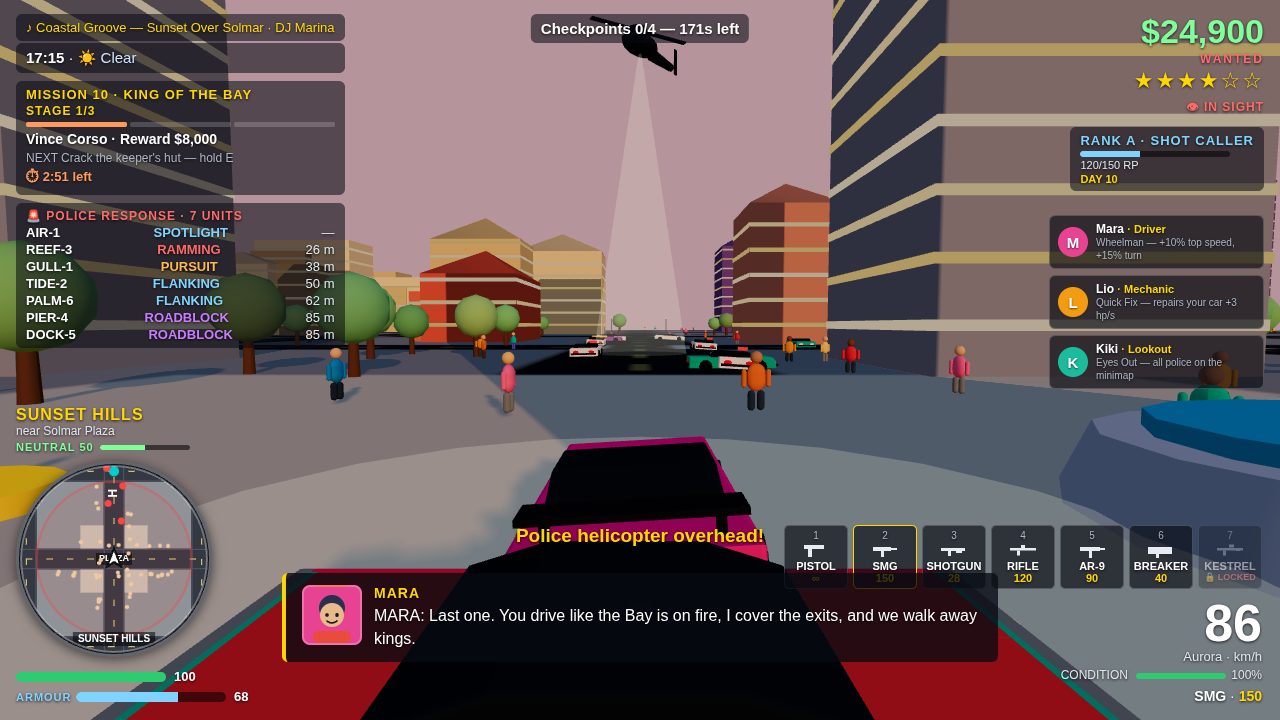 ♪ Coastal Groove — Sunset Over Solmar · DJ Marina
17:15 · ☀️ Clear
MISSION 10 · KING OF THE BAY
STAGE 1/3
Vince Corso · Reward $8,000
NEXT Crack the keeper's hut — hold E
⏱ 2:51 left
🚨 POLICE RESPONSE · 7 UNITS
AIR-1 SPOTLIGHT —
REEF-3 RAMMING 26 m
GULL-1 PURSUIT 38 m
TIDE-2 FLANKING 50 m
PALM-6 FLANKING 62 m
PIER-4 ROADBLOCK 85 m
DOCK-5 ROADBLOCK 85 m
Checkpoints 0/4 — 171s left
$24,900
WANTED
★★★★☆☆
👁 IN SIGHT
RANK A · SHOT CALLER
120/150 RP
DAY 10
M
Mara · Driver
Wheelman — +10% top speed,
+15% turn
L
Lio · Mechanic
Quick Fix — repairs your car +3
hp/s
K
Kiki · Lookout
Eyes Out — all police on the
minimap
SUNSET HILLS
near Solmar Plaza
NEUTRAL 50
H
PLAZA
SUNSET HILLS
100
ARMOUR 68
Police helicopter overhead!
MARA
MARA: Last one. You drive like the Bay is on fire, I cover the exits, and we walk away
kings.
1 2 3 4 5 6 7
PISTOL SMG SHOTGUN RIFLE AR-9 BREAKER KESTREL
∞ 150 28 120 90 40 🔒 LOCKED
86
Aurora · km/h
CONDITION 100%
SMG · 150